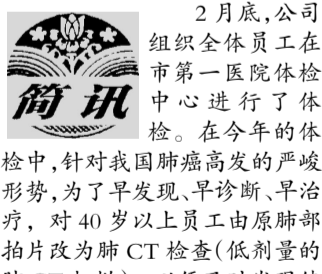 简讯
2月底,公司
组织全体员工在
市第一医院体检
中心进行了体
检。在今年的体
检中,针对我国肺癌高发的严峻
形势,为了早发现、早诊断、早治
疗，对40岁以上员工由原肺部
拍片改为肺CT检查(低剂量的